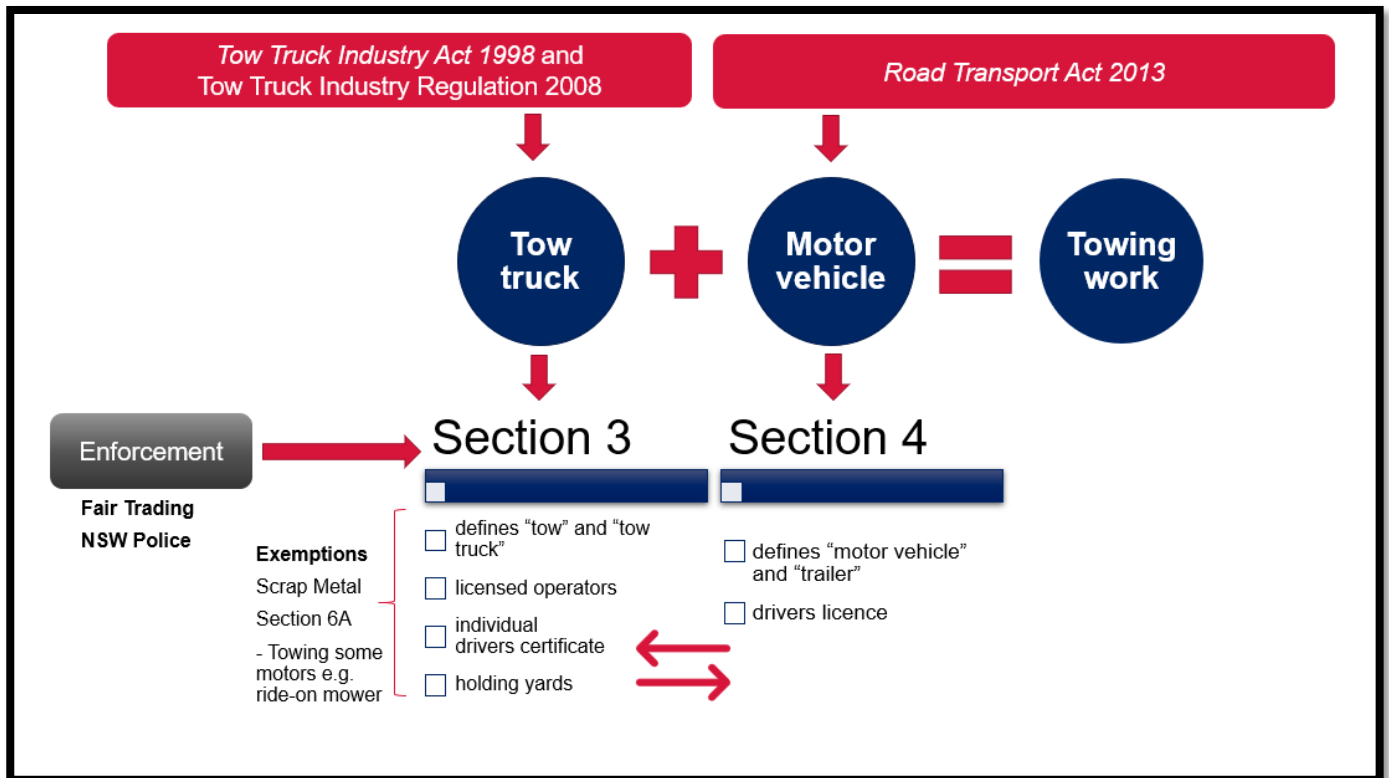 Tow Truck Industry Act 1998 and
Tow Truck Industry Regulation 2008
Road Transport Act 2013
Tow
truck
Motor
vehicle
Towing
work
Enforcement
Fair Trading
NSW Police
Section 3
Section 4
Exemptions
Scrap Metal
Section 6A
- Towing some
motors e.g.
ride-on mower
defines “tow” and “tow
truck”
licensed operators
individual
drivers certificate
holding yards
defines “motor vehicle”
and “trailer”
drivers licence